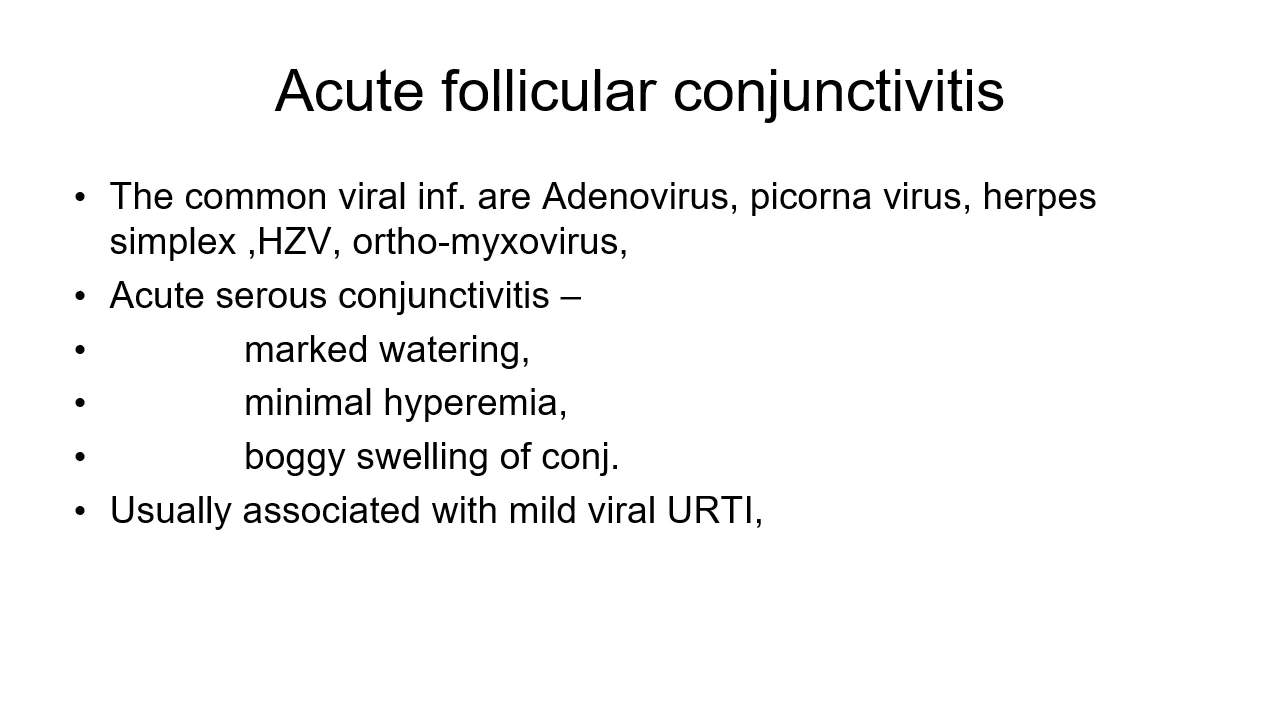 Acute follicular conjunctivitis
• The common viral inf. are Adenovirus, picorna virus, herpes
simplex ,HZV, ortho-myxovirus,
• Acute serous conjunctivitis –
• marked watering,
• minimal hyperemia,
• boggy swelling of conj.
• Usually associated with mild viral URTI,